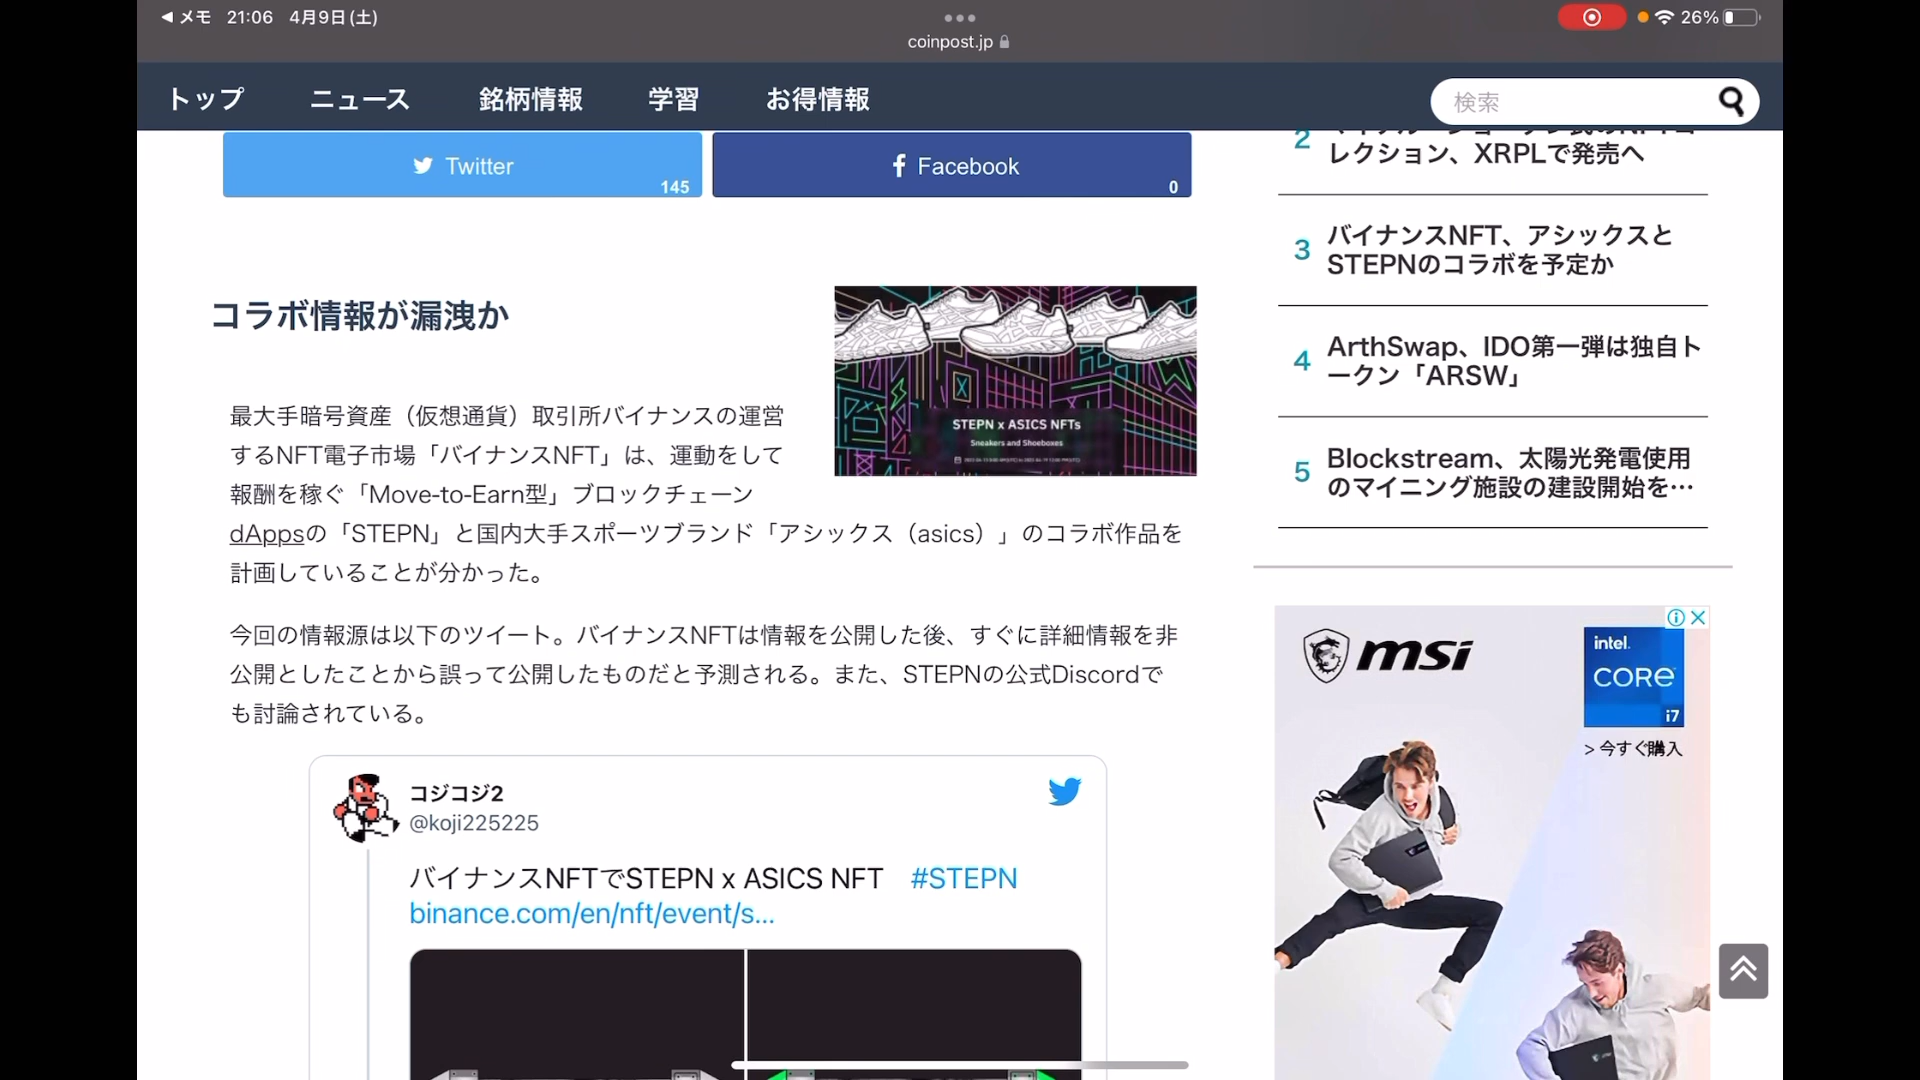 メモ 21:06 4月9日(土)
26%
coinpost.jp
トップ ニュース 銘柄情報 学習 お得情報
検索
Twitter
145
Facebook
0
コラボ情報が漏洩か
STEPN x ASICS NFTs
Sneakers and Shoeboxes
最大手暗号資産（仮想通貨）取引所バイナンスの運営
するNFT電子市場「バイナンスNFT」は、運動をして
報酬を稼ぐ「Move-to-Earn型」ブロックチェーン
dAppsの「STEPN」と国内大手スポーツブランド「アシックス（asics）」のコラボ作品を
計画していることが分かった。
今回の情報源は以下のツイート。バイナンスNFTは情報を公開した後、すぐに詳細情報を非
公開としたことから誤って公開したものだと予測される。また、STEPNの公式Discordで
も討論されている。
コジコジ2
@koji225225
バイナンスNFTでSTEPN x ASICS NFT #STEPN
binance.com/en/nft/event/s...
2
レクション、XRPLで発売へ
3 バイナンスNFT、アシックスと
STEPNのコラボを予定か
4 ArthSwap、IDO第一弾は独自ト
ークン「ARSW」
5 Blockstream、太陽光発電使用
のマイニング施設の建設開始を…
msi
intel.
CORE
i7
> 今すぐ購入